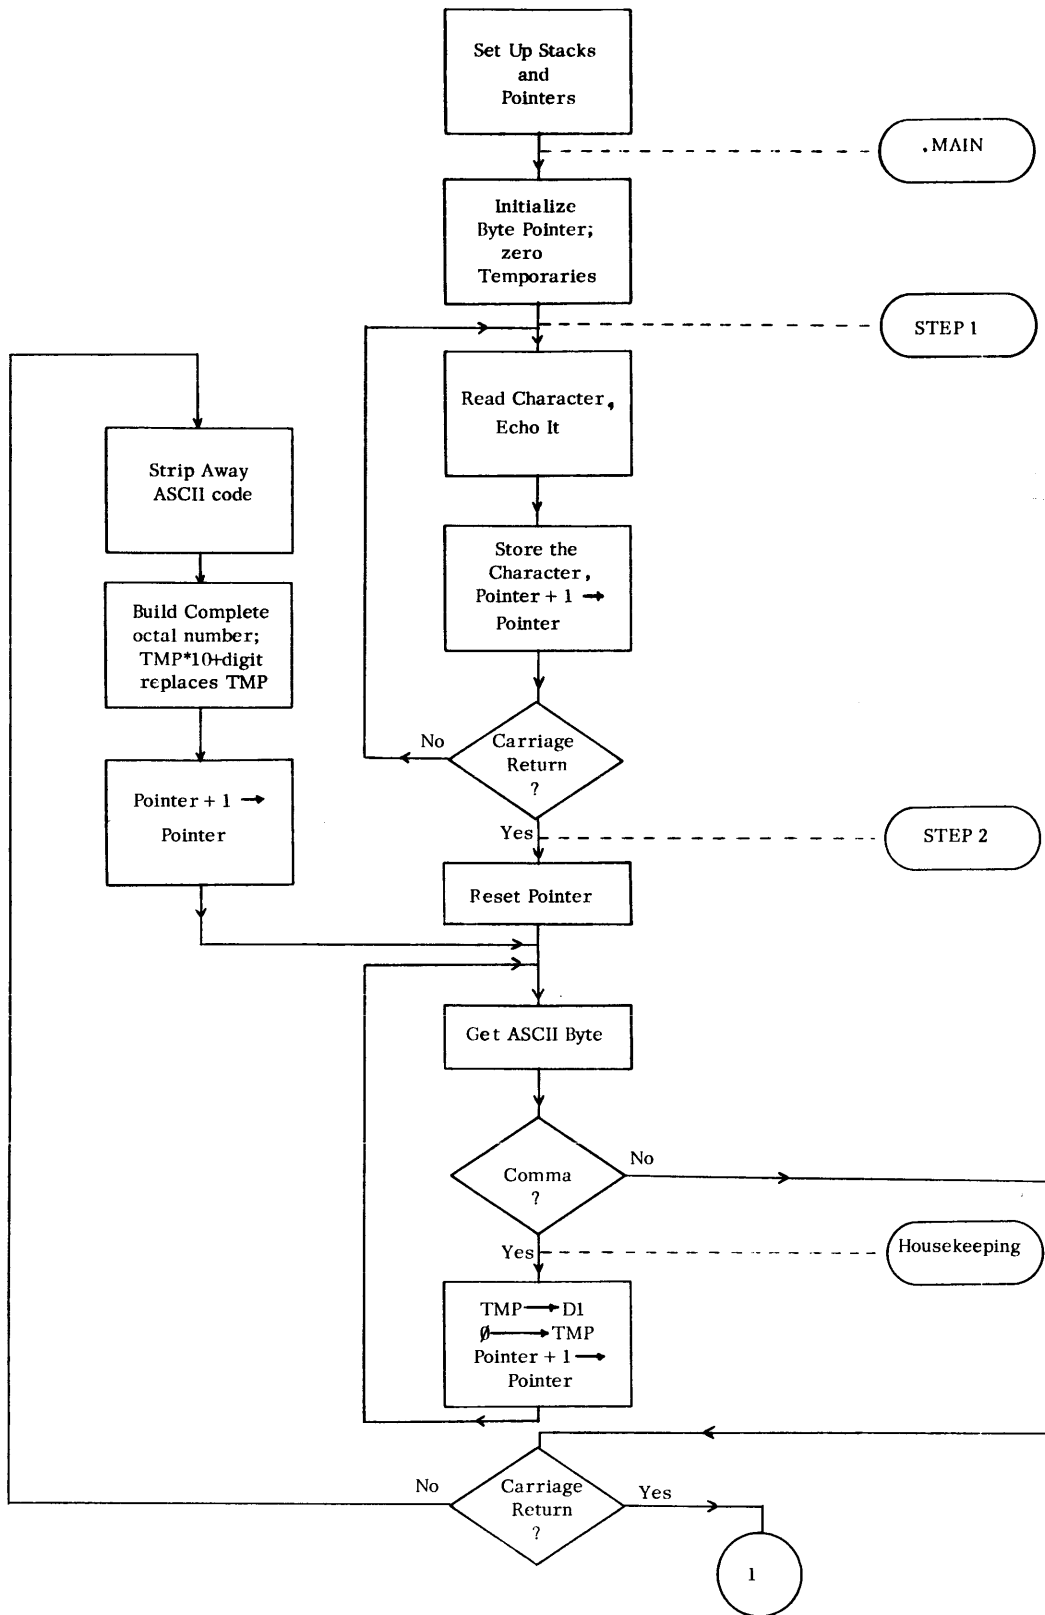 Set Up Stacks
and
Pointers
.MAIN
Initialize
Byte Pointer;
zero
Temporaries
STEP 1
Read Character,
Echo It
Strip Away
ASCII code
Store the
Character,
Pointer + 1 →
Pointer
Build Complete
octal number;
TMP*10+digit
replaces TMP
No
Carriage
Return
?
Pointer + 1 →
Pointer
Yes
STEP 2
Reset Pointer
Get ASCII Byte
Comma
?
No
Yes
Housekeeping
TMP → D1
Ø → TMP
Pointer + 1 →
Pointer
No
Carriage
Return
?
Yes
1